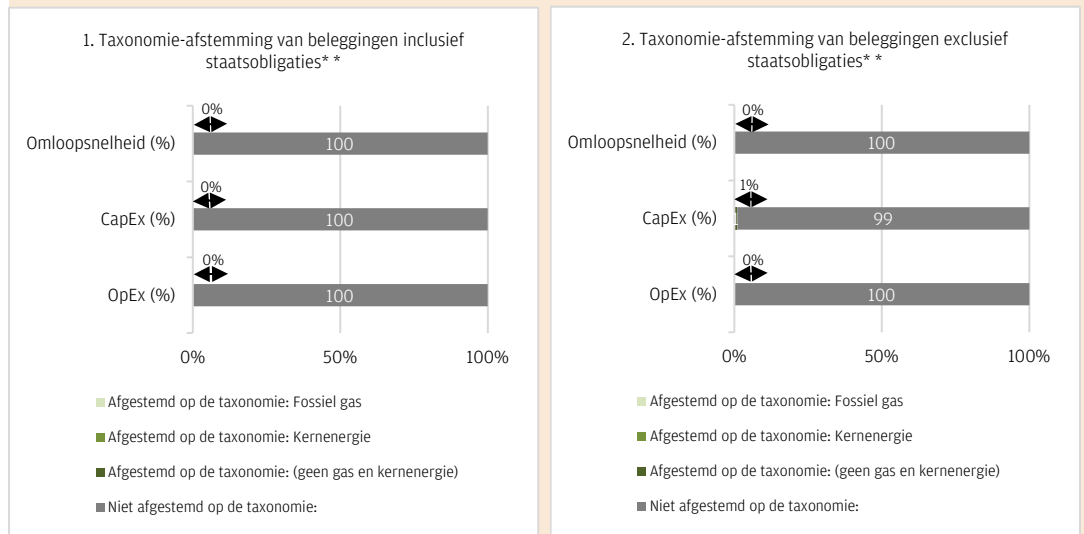 1. Taxonomie-afstemming van beleggingen inclusief
staatsobligaties* *
0%
Omloopsnelheid (%)
100
0%
CapEx (%)
100
0%
OpEx (%)
100
0% 50% 100%
Afgestemd op de taxonomie: Fossiel gas
Afgestemd op de taxonomie: Kernenergie
Afgestemd op de taxonomie: (geen gas en kernenergie)
Niet afgestemd op de taxonomie:
2. Taxonomie-afstemming van beleggingen exclusief
staatsobligaties* *
0%
Omloopsnelheid (%)
100
1%
CapEx (%)
99
0%
OpEx (%)
100
0% 50% 100%
Afgestemd op de taxonomie: Fossiel gas
Afgestemd op de taxonomie: Kernenergie
Afgestemd op de taxonomie: (geen gas en kernenergie)
Niet afgestemd op de taxonomie: